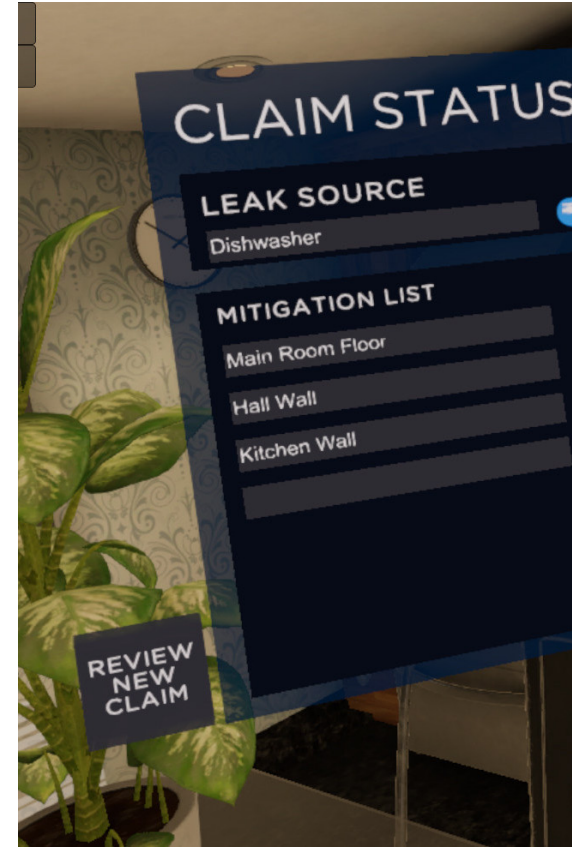 CLAIM STATUS
LEAK SOURCE
Dishwasher
MITIGATION LIST
Main Room Floor
Hall Wall
Kitchen Wall
REVIEW
NEW
CLAIM